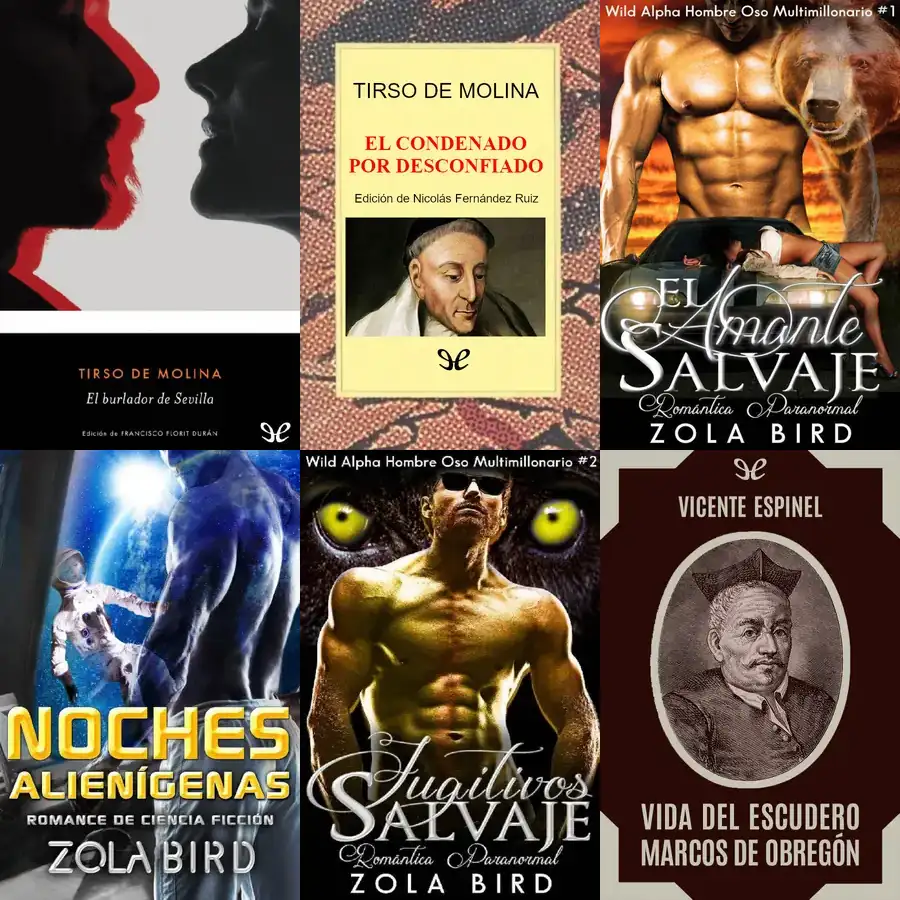 TIRSO DE MOLINA
El burlador de Sevilla
Edición de FRANCISCO FLORIT DURÁN
TIRSO DE MOLINA
EL CONDENADO
POR DESCONFIADO
Edición de Nicolás Fernández Ruiz
Wild Alpha Hombre Oso Multimillonario #1
EL Amante
SALVAJE
Romántica Paranormal
ZOLA BIRD
NOCHES
ALIENÍGENAS
ROMANCE DE CIENCIA FICCIÓN
ZOLA BIRD
Wild Alpha Hombre Oso Multimillonario #2
Fugitivos
SALVAJE
Romántica Paranormal
ZOLA BIRD
VICENTE ESPINEL
VIDA DEL ESCUDERO
MARCOS DE OBREGÓN